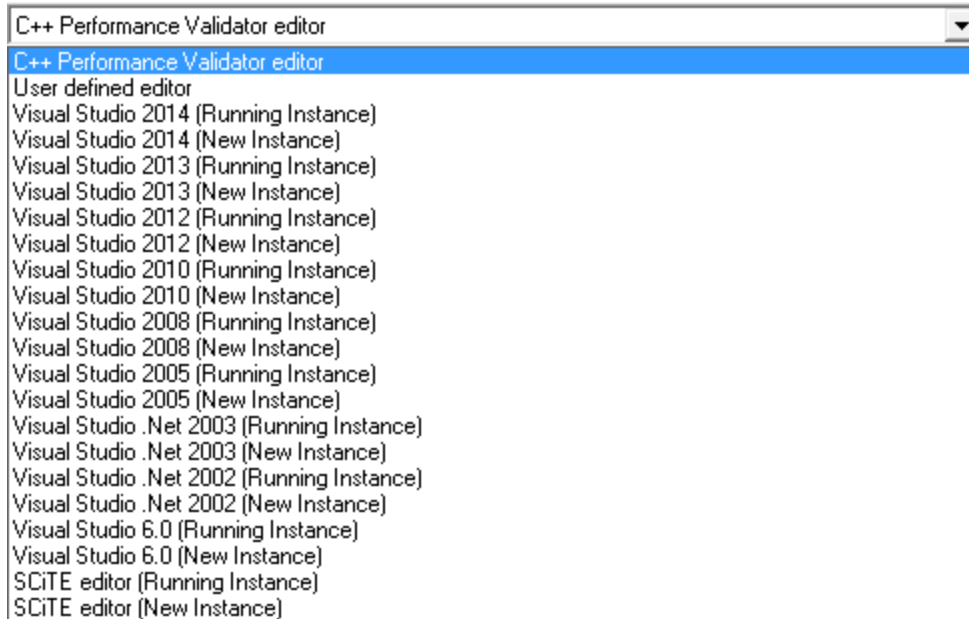 C++ Performance Validator editor
C++ Performance Validator editor
User defined editor
Visual Studio 2014 (Running Instance)
Visual Studio 2014 (New Instance)
Visual Studio 2013 (Running Instance)
Visual Studio 2013 (New Instance)
Visual Studio 2012 (Running Instance)
Visual Studio 2012 (New Instance)
Visual Studio 2010 (Running Instance)
Visual Studio 2010 (New Instance)
Visual Studio 2008 (Running Instance)
Visual Studio 2008 (New Instance)
Visual Studio 2005 (Running Instance)
Visual Studio 2005 (New Instance)
Visual Studio .Net 2003 (Running Instance)
Visual Studio .Net 2003 (New Instance)
Visual Studio .Net 2002 (Running Instance)
Visual Studio .Net 2002 (New Instance)
Visual Studio 6.0 (Running Instance)
Visual Studio 6.0 (New Instance)
SCiTE editor (Running Instance)
SCiTE editor (New Instance)